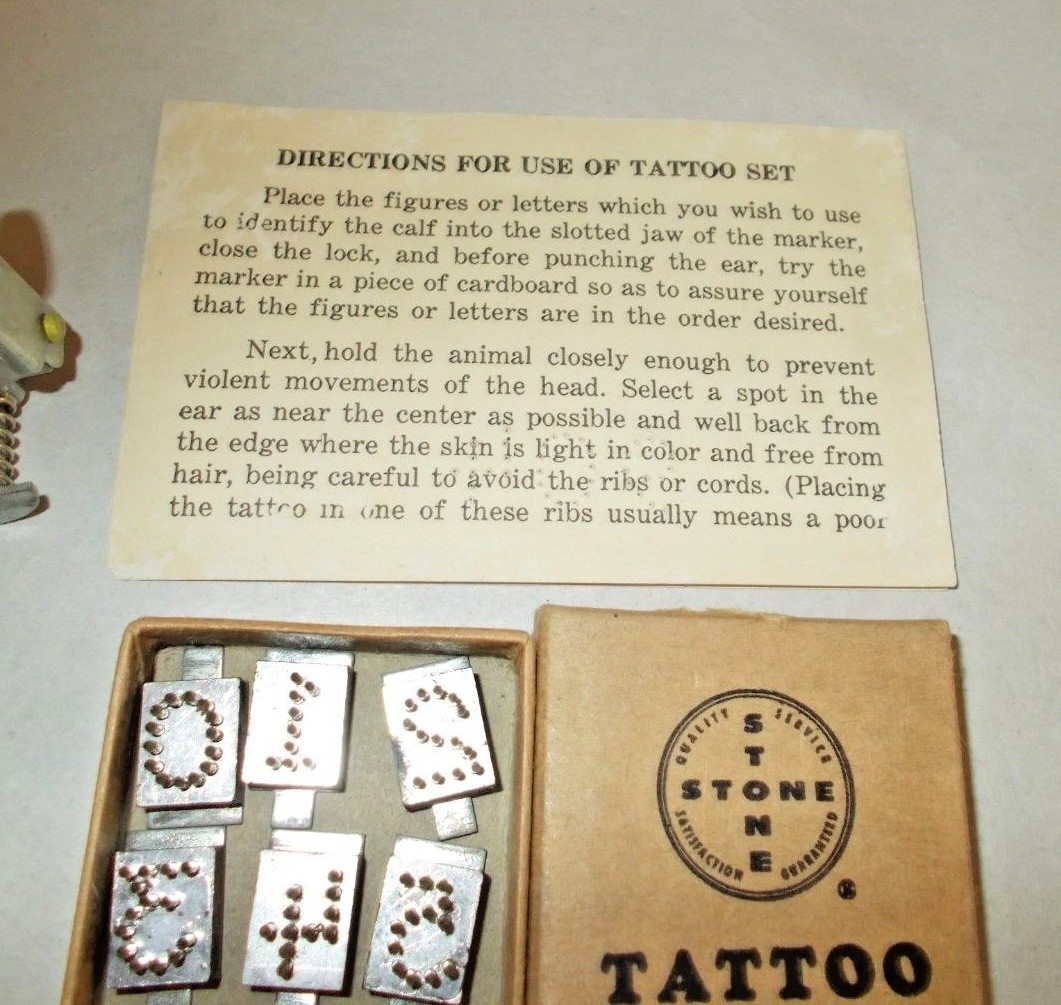 DIRECTIONS FOR USE OF TATTOO SET
Place the figures or letters which you wish to use
to identify the calf into the slotted jaw of the marker,
close the lock, and before punching the ear, try the
marker in a piece of cardboard so as to assure yourself
that the figures or letters are in the order desired.
Next, hold the animal closely enough to prevent
violent movements of the head. Select a spot in the
ear as near the center as possible and well back from
the edge where the skin is light in color and free from
hair, being careful to avoid the ribs or cords. (Placing
the tattoo in one of these ribs usually means a poor
0 1
QUALITY SERVICE
STONE
STONE
SATISFACTION GUARANTEED
®
TATTOO